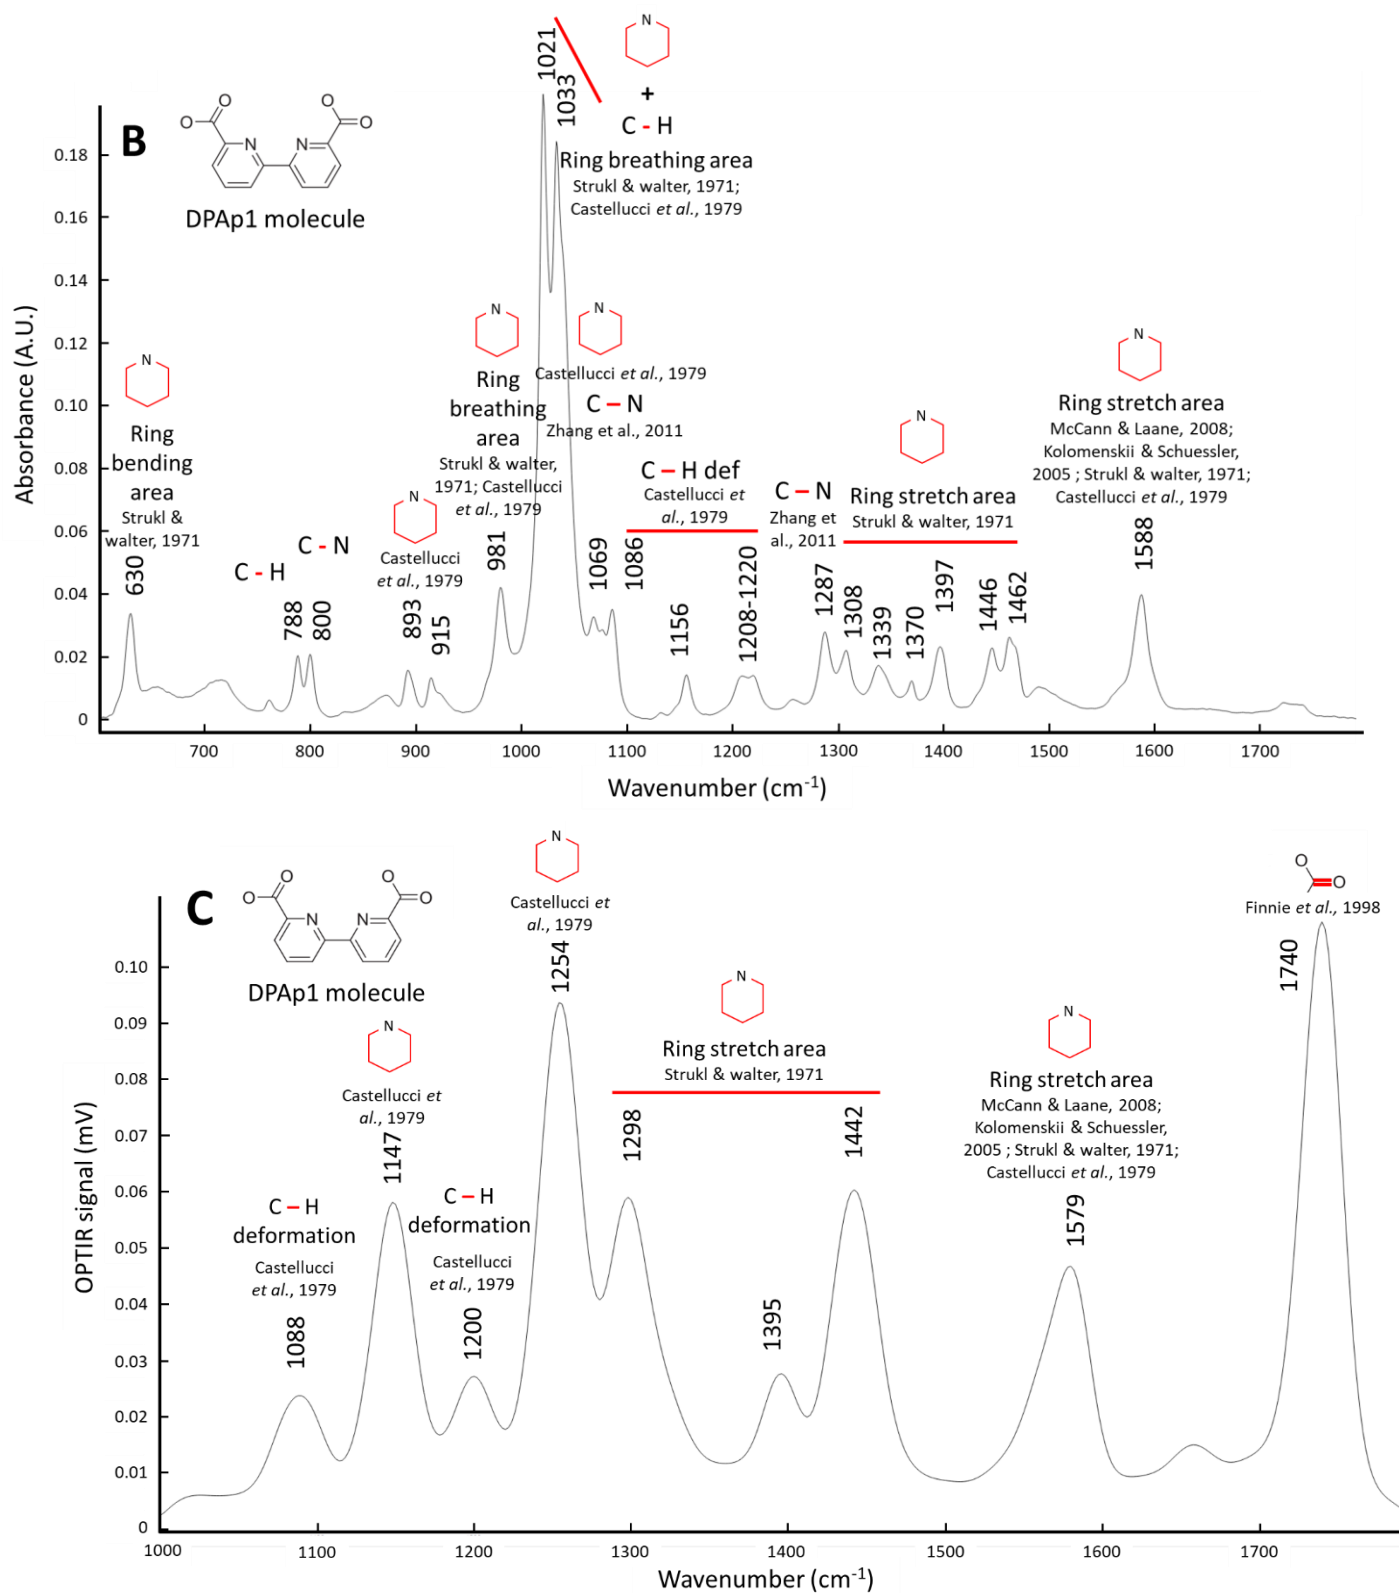 B
O
O
O
O
N
N
DPAp1 molecule
1021
1033
N
+
C - H
Ring breathing area
Strukl & walter, 1971;
Castellucci et al., 1979
Absorbance (A.U.)
0.18
0.16
0.14
0.12
0.10
0.08
0.06
0.04
0.02
0
N
Ring
bending
area
Strukl &
walter, 1971
630
C - H
788
C - N
800
N
Castellucci
et al., 1979
893
915
N
Ring
breathing
area
Strukl & walter,
1971; Castellucci
et al., 1979
981
N
Castellucci et al., 1979
C – N
Zhang et al., 2011
1069
1086
C – H def
Castellucci et
al., 1979
1156
1208-1220
C – N
Zhang et
al., 2011
1287
N
Ring stretch area
Strukl & walter, 1971
1308
1339
1370
1397
1446
1462
N
Ring stretch area
McCann & Laane, 2008;
Kolomenskii & Schuessler,
2005 ; Strukl & walter, 1971;
Castellucci et al., 1979
1588
700 800 900 1000 1100 1200 1300 1400 1500 1600 1700
Wavenumber (cm-1)
C
O
O
O
O
N
N
DPAp1 molecule
OPTIR signal (mV)
0.10
0.09
0.08
0.07
0.06
0.05
0.04
0.03
0.02
0.01
0
C – H
deformation
Castellucci
et al., 1979
1088
N
Castellucci et
al., 1979
1147
C – H
deformation
Castellucci
et al., 1979
1200
N
Castellucci et
al., 1979
1254
N
Ring stretch area
Strukl & walter, 1971
1298
1395
1442
N
Ring stretch area
McCann & Laane, 2008;
Kolomenskii & Schuessler,
2005 ; Strukl & walter, 1971;
Castellucci et al., 1979
1579
O
O
Finnie et al., 1998
1740
1000 1100 1200 1300 1400 1500 1600 1700
Wavenumber (cm-1)